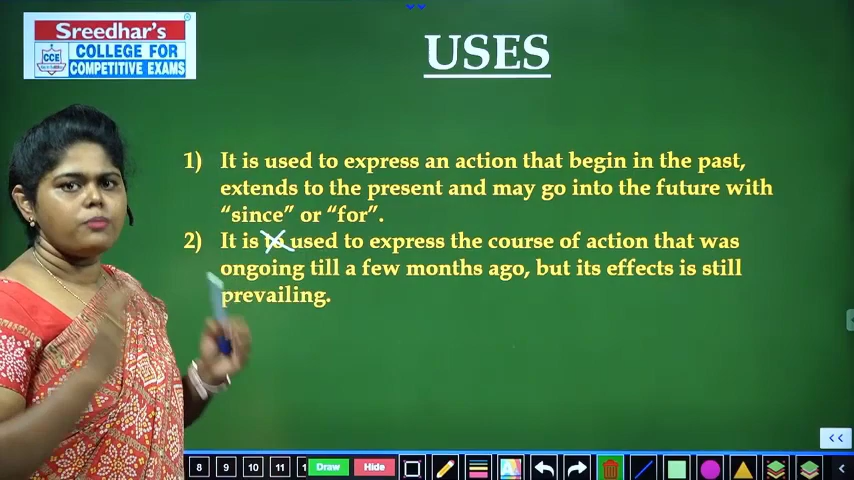 Sreedhar's
CCE
COLLEGE FOR
COMPETITIVE EXAMS
USES
1) It is used to express an action that begin in the past,
extends to the present and may go into the future with
“since” or “for”.
2) It is to used to express the course of action that was
ongoing till a few months ago, but its effects is still
prevailing.
8 9 10 11 1 Draw Hide